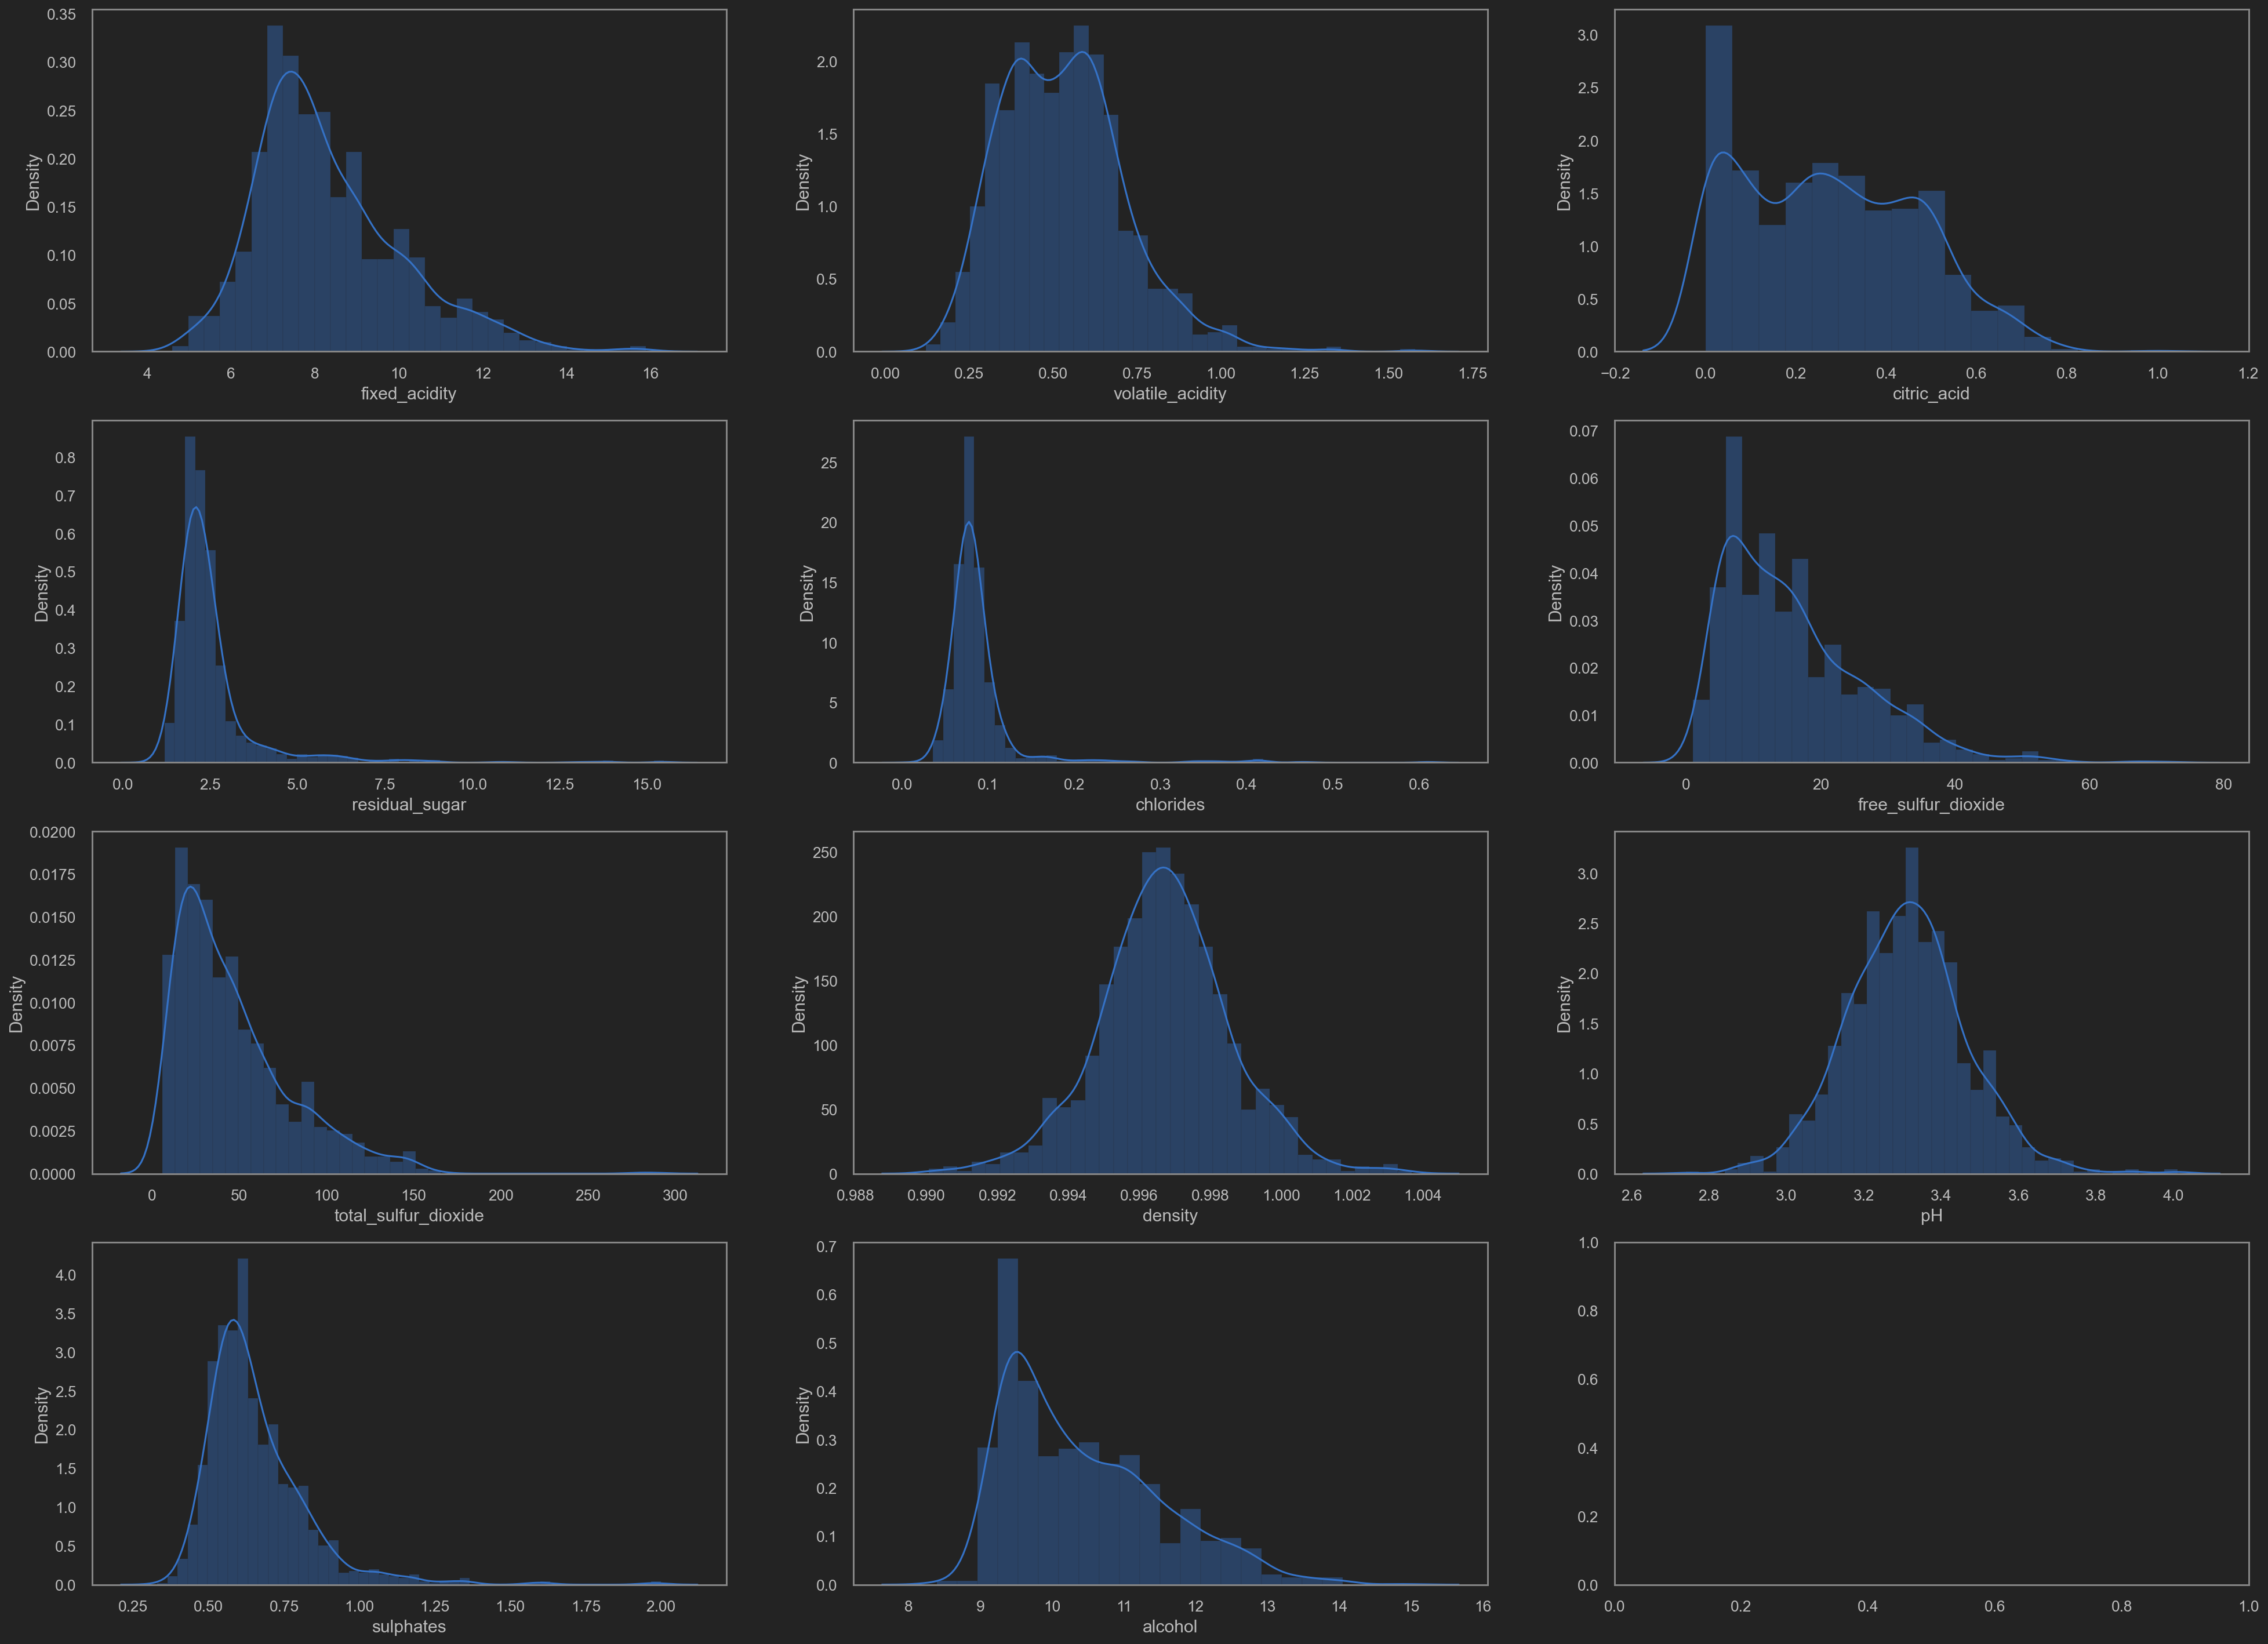 Density
0.35
0.30
0.25
0.20
0.15
0.10
0.05
0.00
4 6 8 10 12 14 16
fixed_acidity
Density
2.0
1.5
1.0
0.5
0.0
0.00 0.25 0.50 0.75 1.00 1.25 1.50 1.75
volatile_acidity
Density
3.0
2.5
2.0
1.5
1.0
0.5
0.0
−0.2 0.0 0.2 0.4 0.6 0.8 1.0 1.2
citric_acid
Density
0.8
0.7
0.6
0.5
0.4
0.3
0.2
0.1
0.0
0.0 2.5 5.0 7.5 10.0 12.5 15.0
residual_sugar
Density
25
20
15
10
5
0
0.0 0.1 0.2 0.3 0.4 0.5 0.6
chlorides
Density
0.07
0.06
0.05
0.04
0.03
0.02
0.01
0.00
0 20 40 60 80
free_sulfur_dioxide
Density
0.0200
0.0175
0.0150
0.0125
0.0100
0.0075
0.0050
0.0025
0.0000
0 50 100 150 200 250 300
total_sulfur_dioxide
Density
250
200
150
100
50
0
0.988 0.990 0.992 0.994 0.996 0.998 1.000 1.002 1.004
density
Density
3.0
2.5
2.0
1.5
1.0
0.5
0.0
2.6 2.8 3.0 3.2 3.4 3.6 3.8 4.0
pH
Density
4.0
3.5
3.0
2.5
2.0
1.5
1.0
0.5
0.0
0.25 0.50 0.75 1.00 1.25 1.50 1.75 2.00
sulphates
Density
0.7
0.6
0.5
0.4
0.3
0.2
0.1
0.0
8 9 10 11 12 13 14 15 16
alcohol
1.0
0.8
0.6
0.4
0.2
0.0
0.0 0.2 0.4 0.6 0.8 1.0